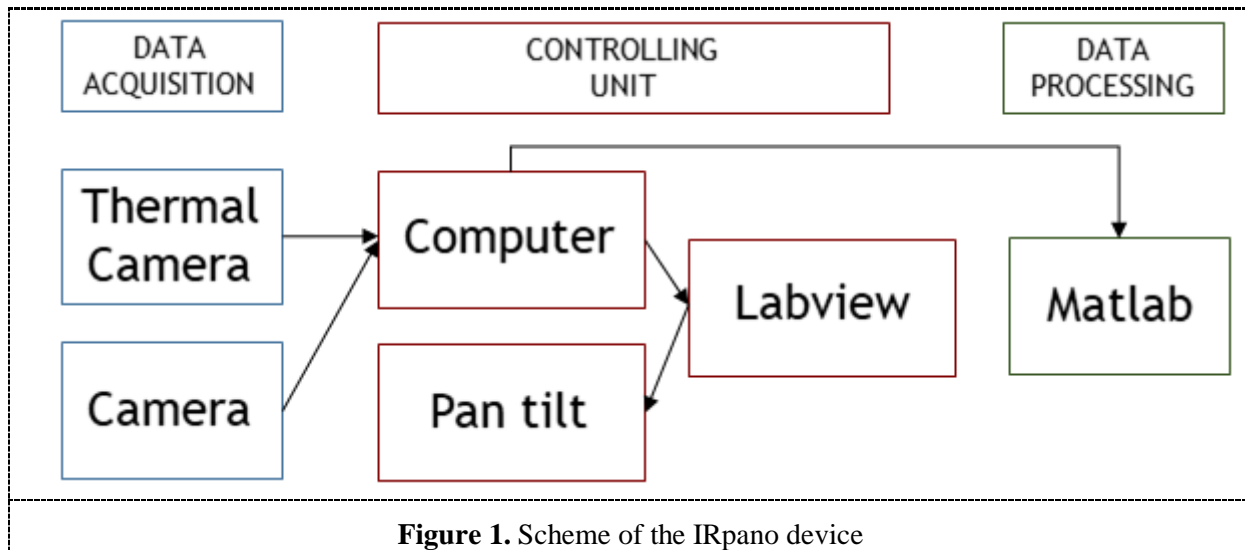 DATA
ACQUISITION
CONTROLLING
UNIT
DATA
PROCESSING
Thermal
Camera
Computer
Labview
Matlab
Camera
Pan tilt
Figure 1. Scheme of the IRpano device